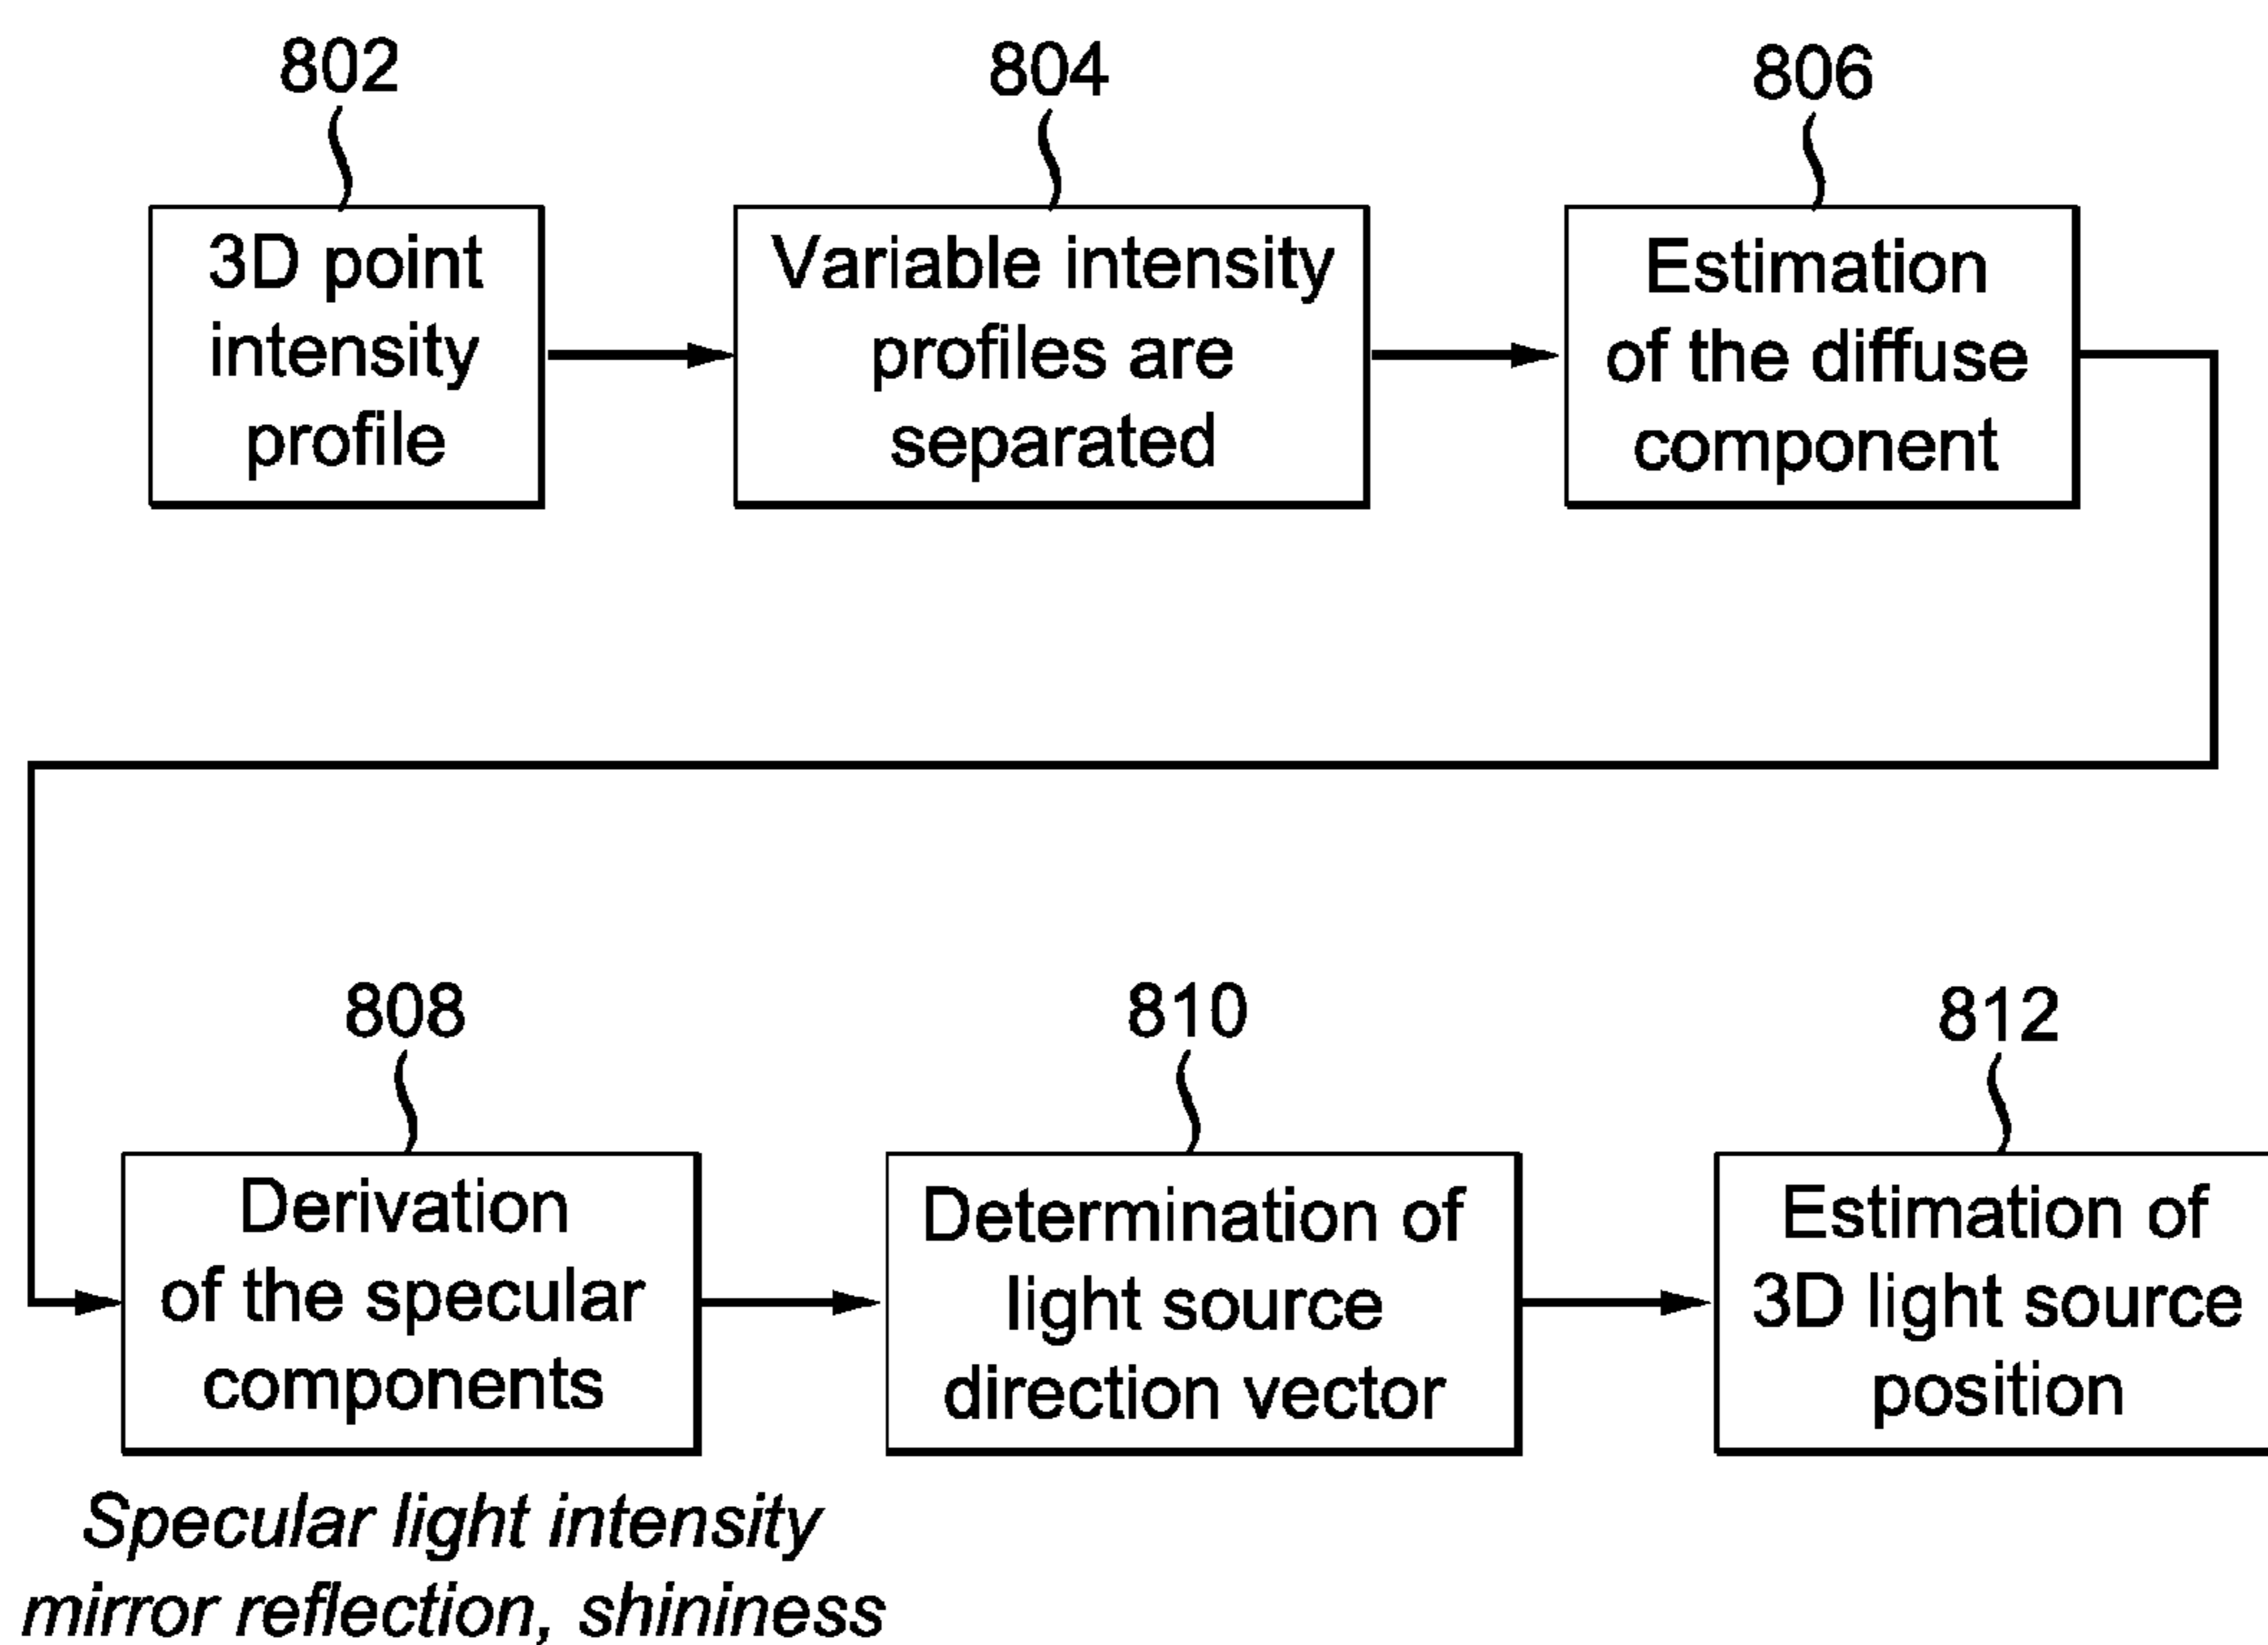 802
804
806
3D point
intensity
profile
Variable intensity
profiles are
separated
Estimation
of the diffuse
component
808
810
812
Derivation
of the specular
components
Determination of
light source
direction vector
Estimation of
3D light source
position
Specular light intensity
mirror reflection, shininess